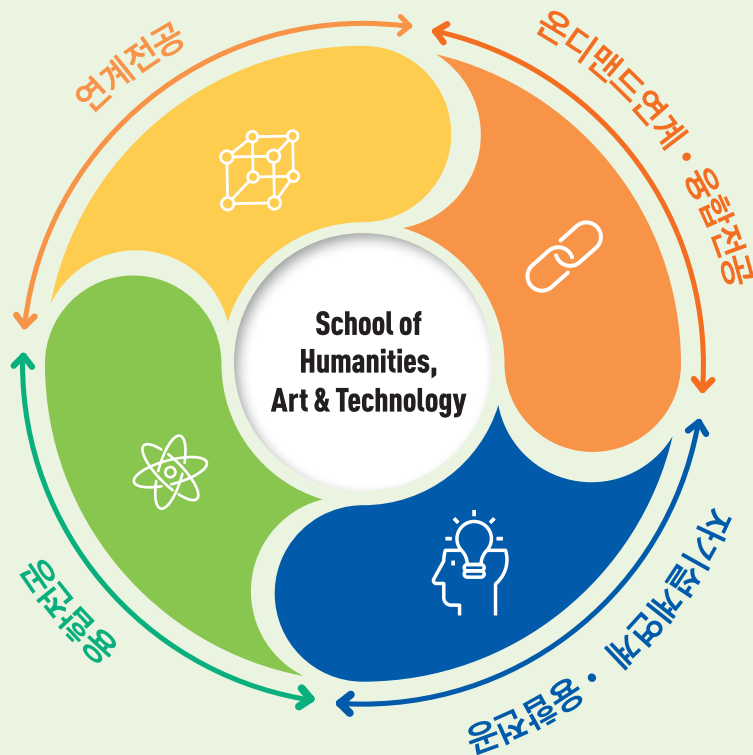 연계전공
온디맨드연계 • 융합전공
School of
Humanities,
Art & Technology
융합전공
자기설계연계 • 융합전공